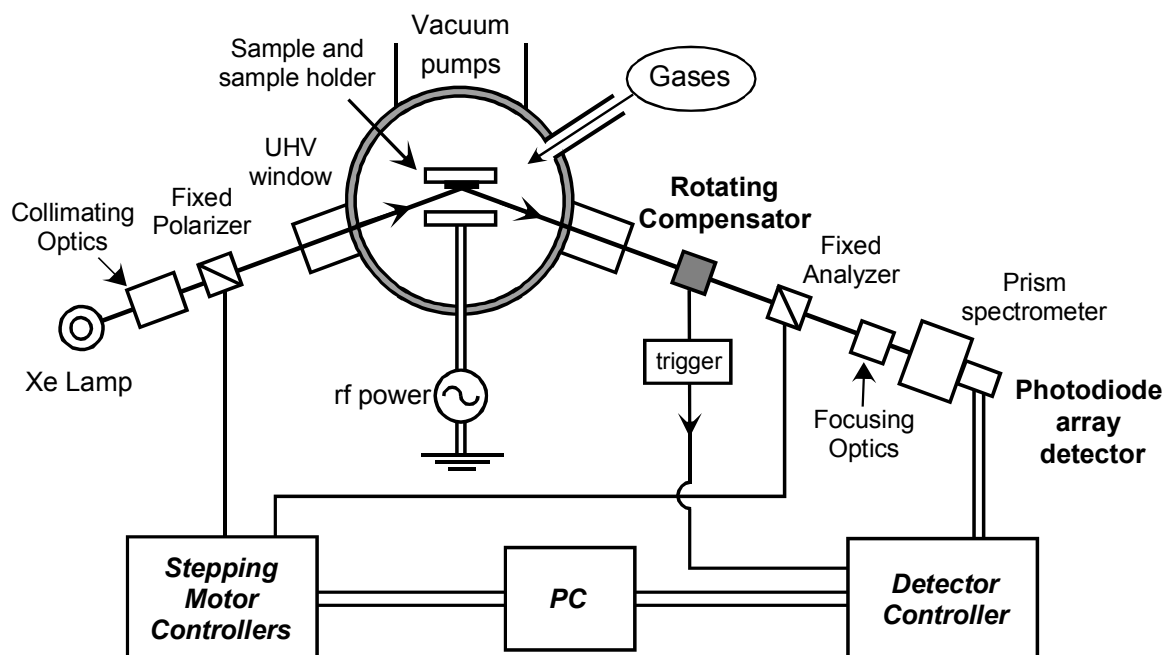 Vacuum
pumps
Sample and
sample holder
Gases
UHV
window
Rotating
Compensator
Fixed
Polarizer
Collimating
Optics
Fixed
Analyzer
Prism
spectrometer
Xe Lamp
trigger
rf power
Focusing
Optics
Photodiode
array
detector
Stepping
Motor
Controllers
PC
Detector
Controller